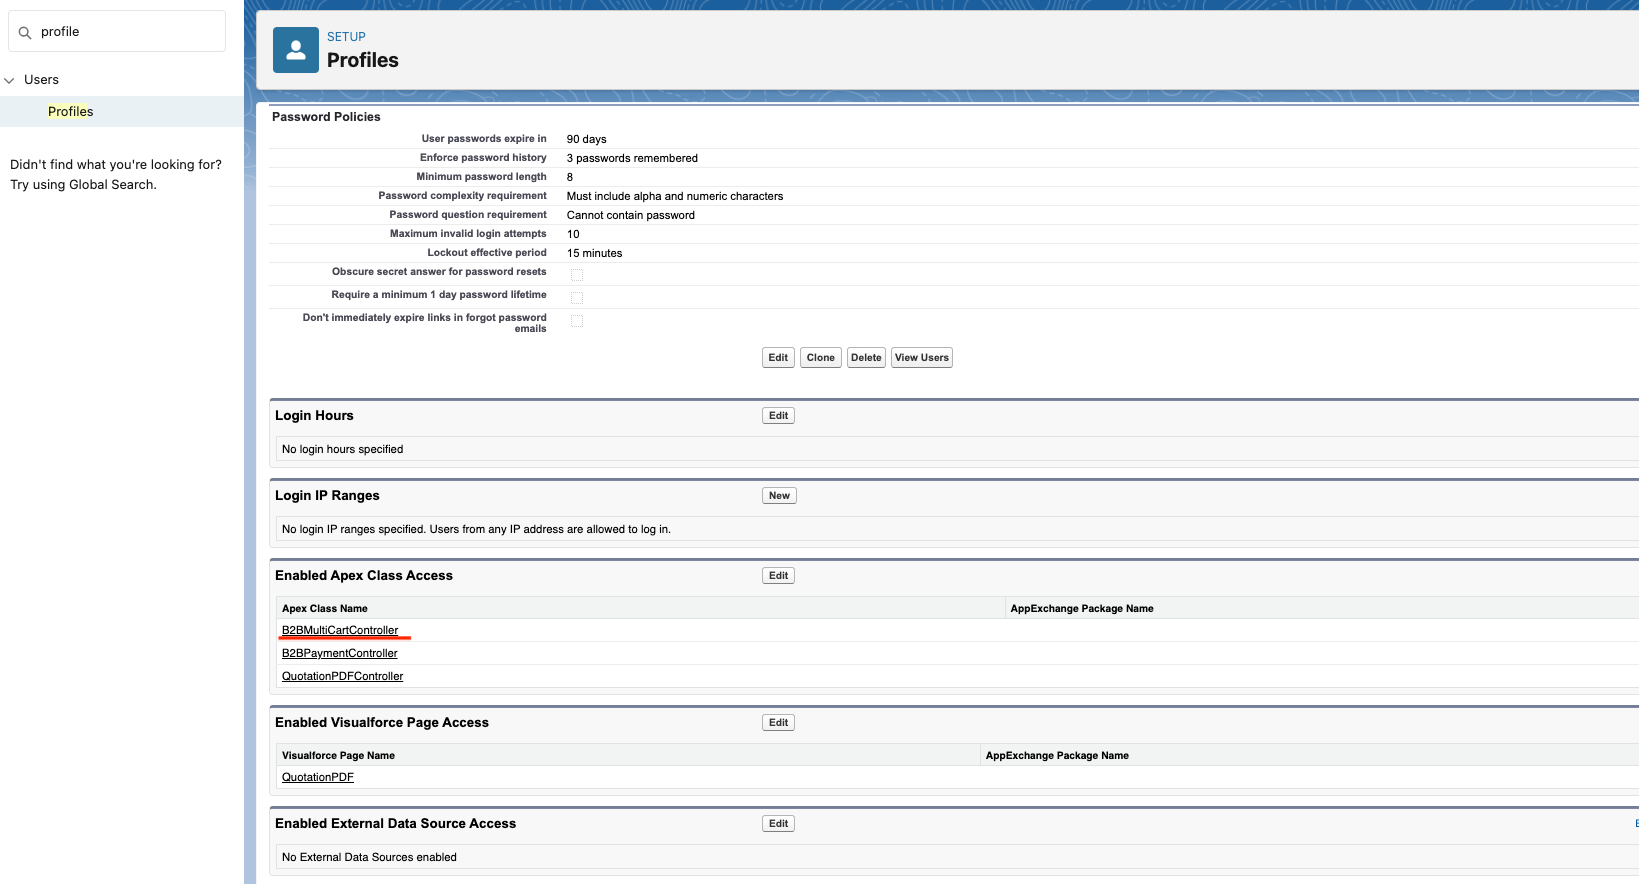 profile
Users
Profiles
Didn't find what you're looking for?
Try using Global Search.
SETUP
Profiles
Password Policies
User passwords expire in 90 days
Enforce password history 3 passwords remembered
Minimum password length 8
Password complexity requirement Must include alpha and numeric characters
Password question requirement Cannot contain password
Maximum invalid login attempts 10
Lockout effective period 15 minutes
Obscure secret answer for password resets
Require a minimum 1 day password lifetime
Don't immediately expire links in forgot password
emails
Edit Clone Delete View Users
Login Hours Edit
No login hours specified
Login IP Ranges New
No login IP ranges specified. Users from any IP address are allowed to log in.
Enabled Apex Class Access Edit
Apex Class Name AppExchange Package Name
B2BMultiCartController
B2BPaymentController
QuotationPDFController
Enabled Visualforce Page Access Edit
Visualforce Page Name AppExchange Package Name
QuotationPDF
Enabled External Data Source Access Edit
No External Data Sources enabled